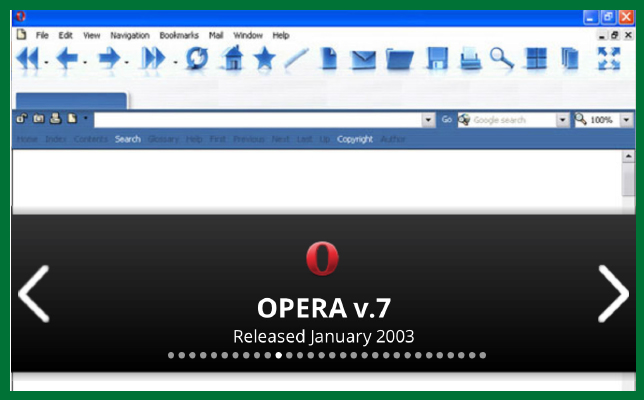 File Edit View Navigation Bookmarks Mail Window Help
Go Google search 100%
Home Index Contents Search Glossary Help First Previous Next Last Up Copyright Author
OPERA v.7
Released January 2003